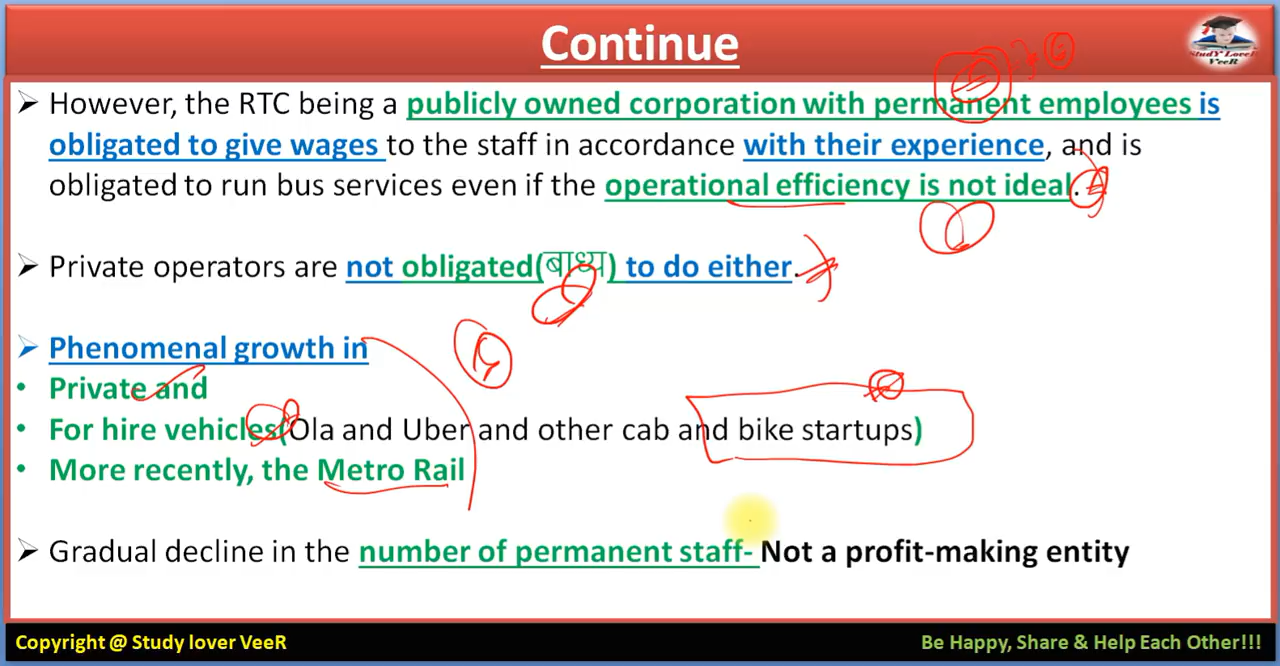 Continue
StudY LoveR
VeeR
➢ However, the RTC being a publicly owned corporation with permanent employees is
obligated to give wages to the staff in accordance with their experience, and is
obligated to run bus services even if the operational efficiency is not ideal.
➢ Private operators are not obligated(बाध्य) to do either.
➢ Phenomenal growth in
• Private and
• For hire vehicles(Ola and Uber and other cab and bike startups)
• More recently, the Metro Rail
➢ Gradual decline in the number of permanent staff- Not a profit-making entity
Copyright @ Study lover VeeR
Be Happy, Share & Help Each Other!!!